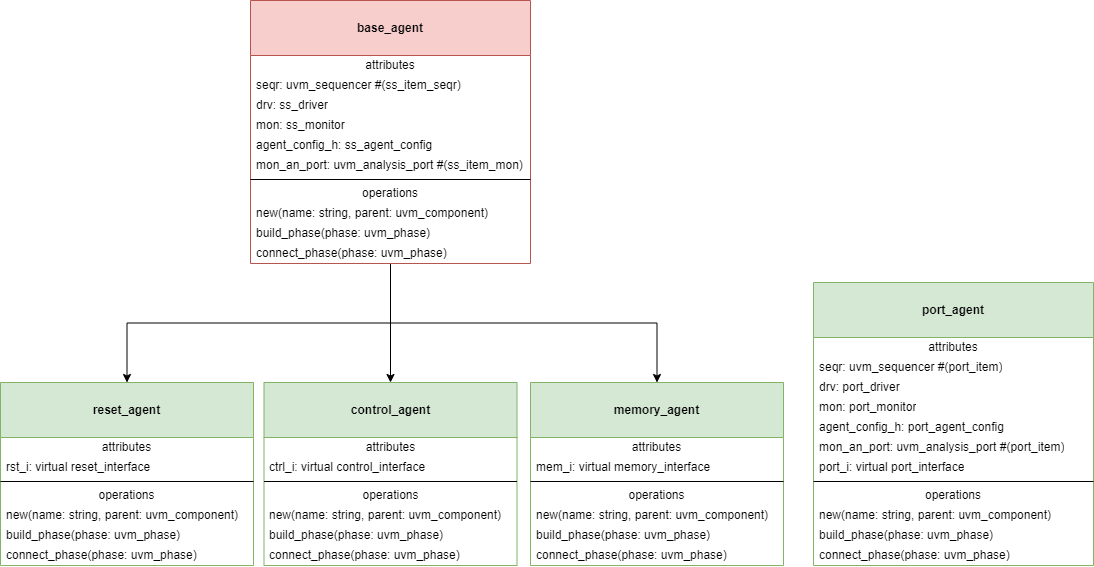 base_agent
attributes
seqr: uvm_sequencer #(ss_item_seqr)
drv: ss_driver
mon: ss_monitor
agent_config_h: ss_agent_config
mon_an_port: uvm_analysis_port #(ss_item_mon)
operations
new(name: string, parent: uvm_component)
build_phase(phase: uvm_phase)
connect_phase(phase: uvm_phase)
reset_agent
attributes
rst_i: virtual reset_interface
operations
new(name: string, parent: uvm_component)
build_phase(phase: uvm_phase)
connect_phase(phase: uvm_phase)
control_agent
attributes
ctrl_i: virtual control_interface
operations
new(name: string, parent: uvm_component)
build_phase(phase: uvm_phase)
connect_phase(phase: uvm_phase)
memory_agent
attributes
mem_i: virtual memory_interface
operations
new(name: string, parent: uvm_component)
build_phase(phase: uvm_phase)
connect_phase(phase: uvm_phase)
port_agent
attributes
seqr: uvm_sequencer #(port_item)
drv: port_driver
mon: port_monitor
agent_config_h: port_agent_config
mon_an_port: uvm_analysis_port #(port_item)
port_i: virtual port_interface
operations
new(name: string, parent: uvm_component)
build_phase(phase: uvm_phase)
connect_phase(phase: uvm_phase)